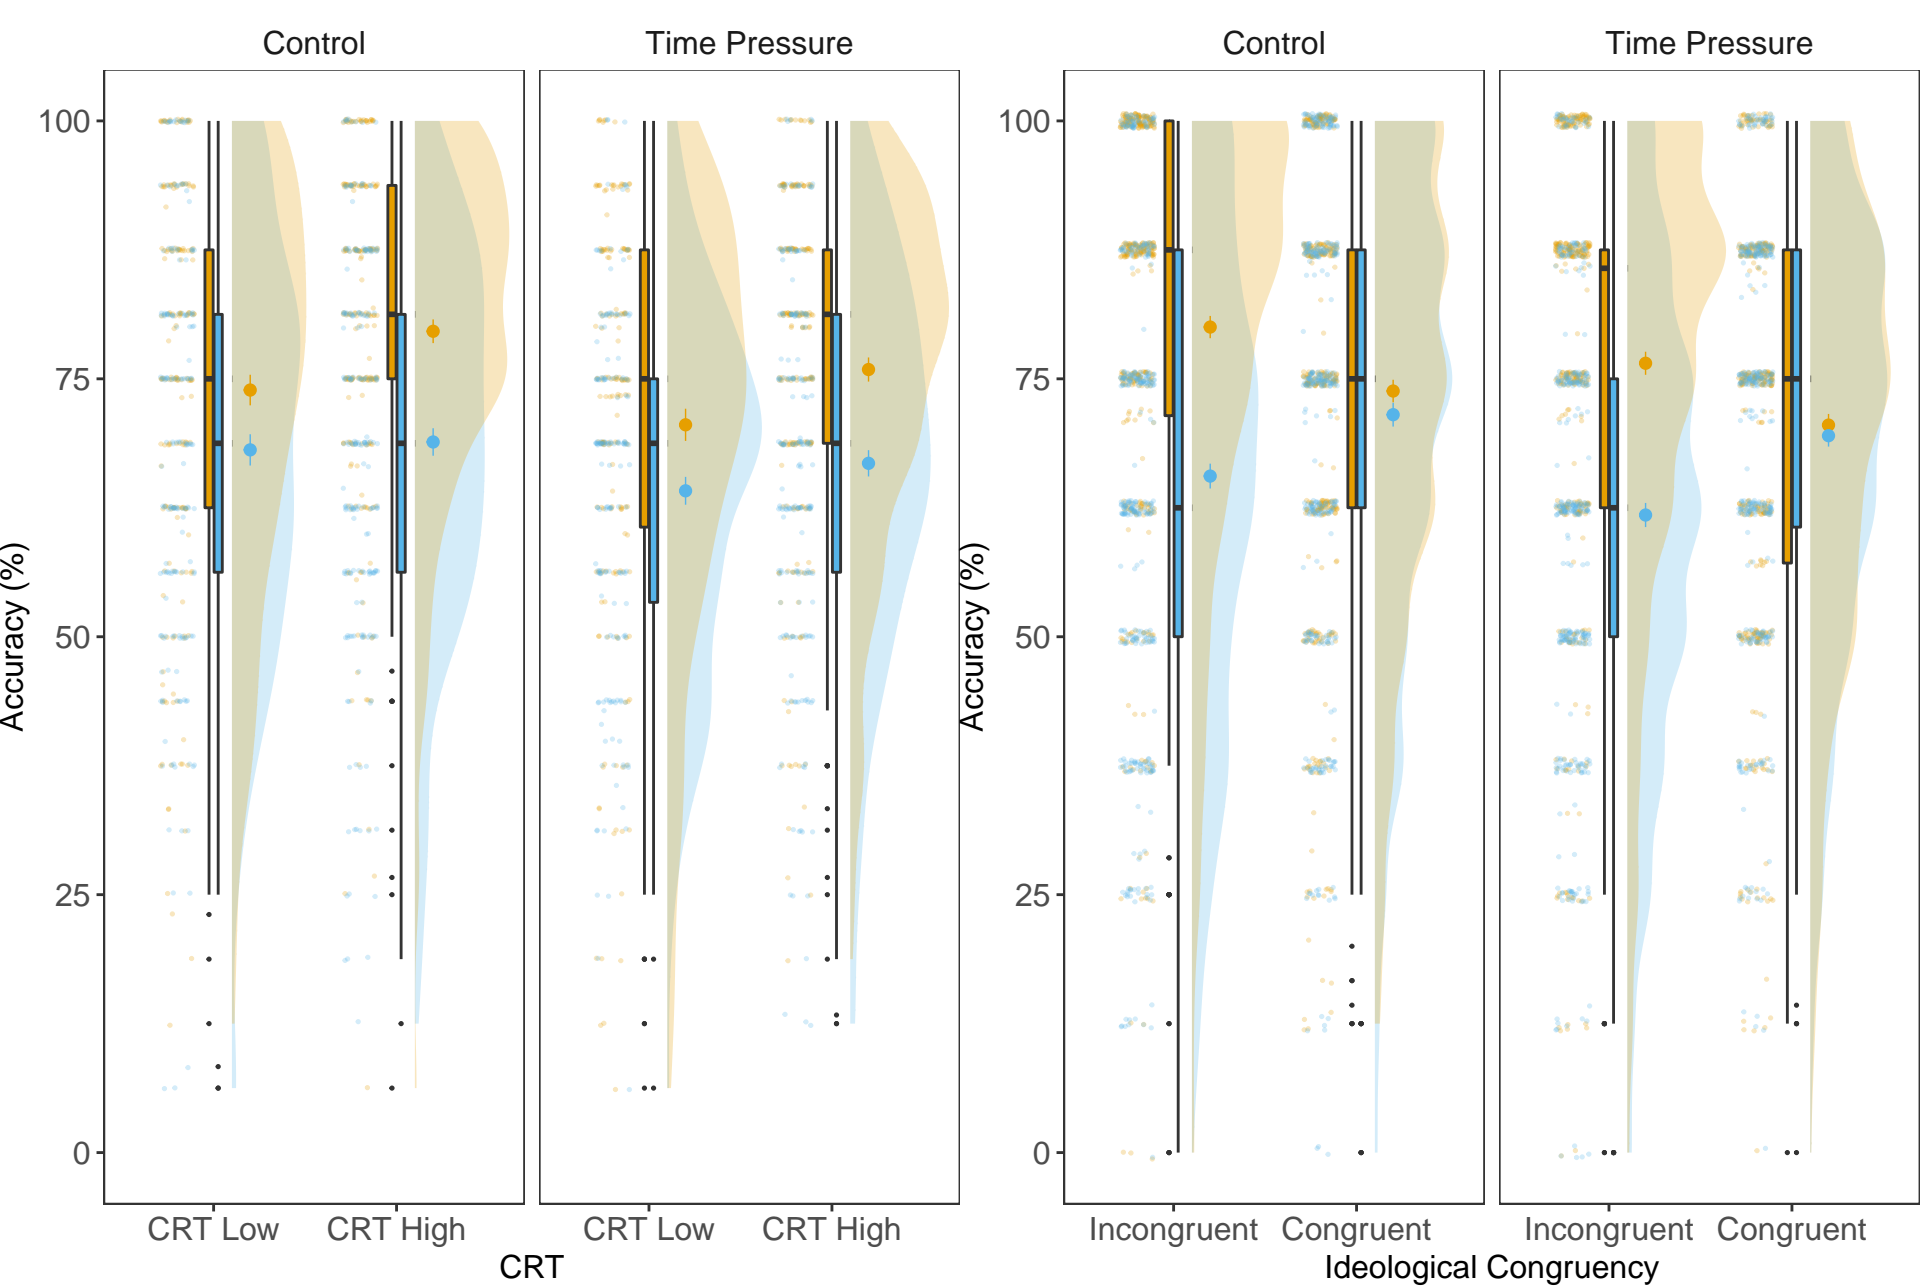 Control Time Pressure Control Time Pressure
100 100
75 75
50 50
25 25
0 0
Accuracy (%) Accuracy (%)
CRT Low CRT High CRT Low CRT High Incongruent Congruent Incongruent Congruent
CRT Ideological Congruency